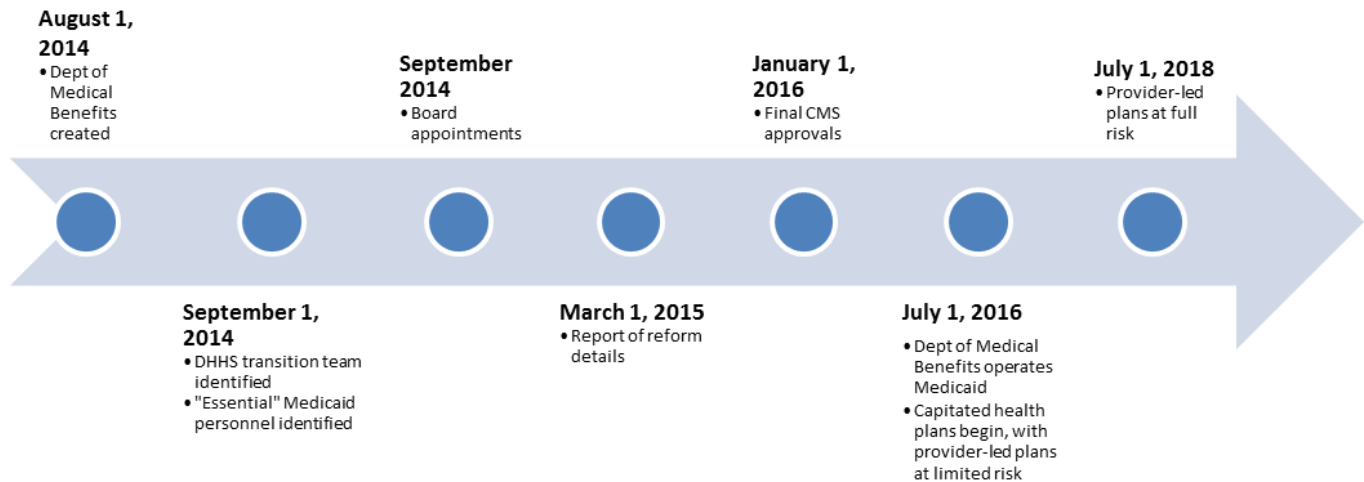 August 1,
2014
• Dept of
Medical
Benefits
created
September 1,
2014
• DHHS transition team
identified
• "Essential" Medicaid
personnel identified
September
2014
• Board
appointments
March 1, 2015
• Report of reform
details
January 1,
2016
• Final CMS
approvals
July 1, 2016
• Dept of Medical
Benefits operates
Medicaid
• Capitated health
plans begin, with
provider-led plans
at limited risk
July 1, 2018
• Provider-led
plans at full
risk